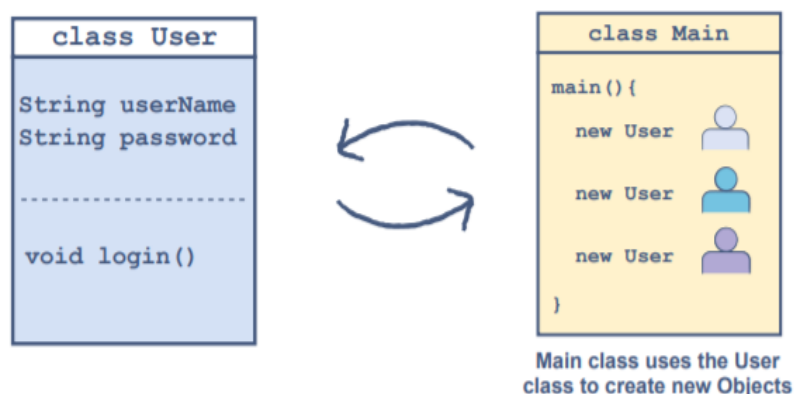 class User
String userName
String password
void login()
class Main
main(){
new User
new User
new User
}
Main class uses the User
class to create new Objects